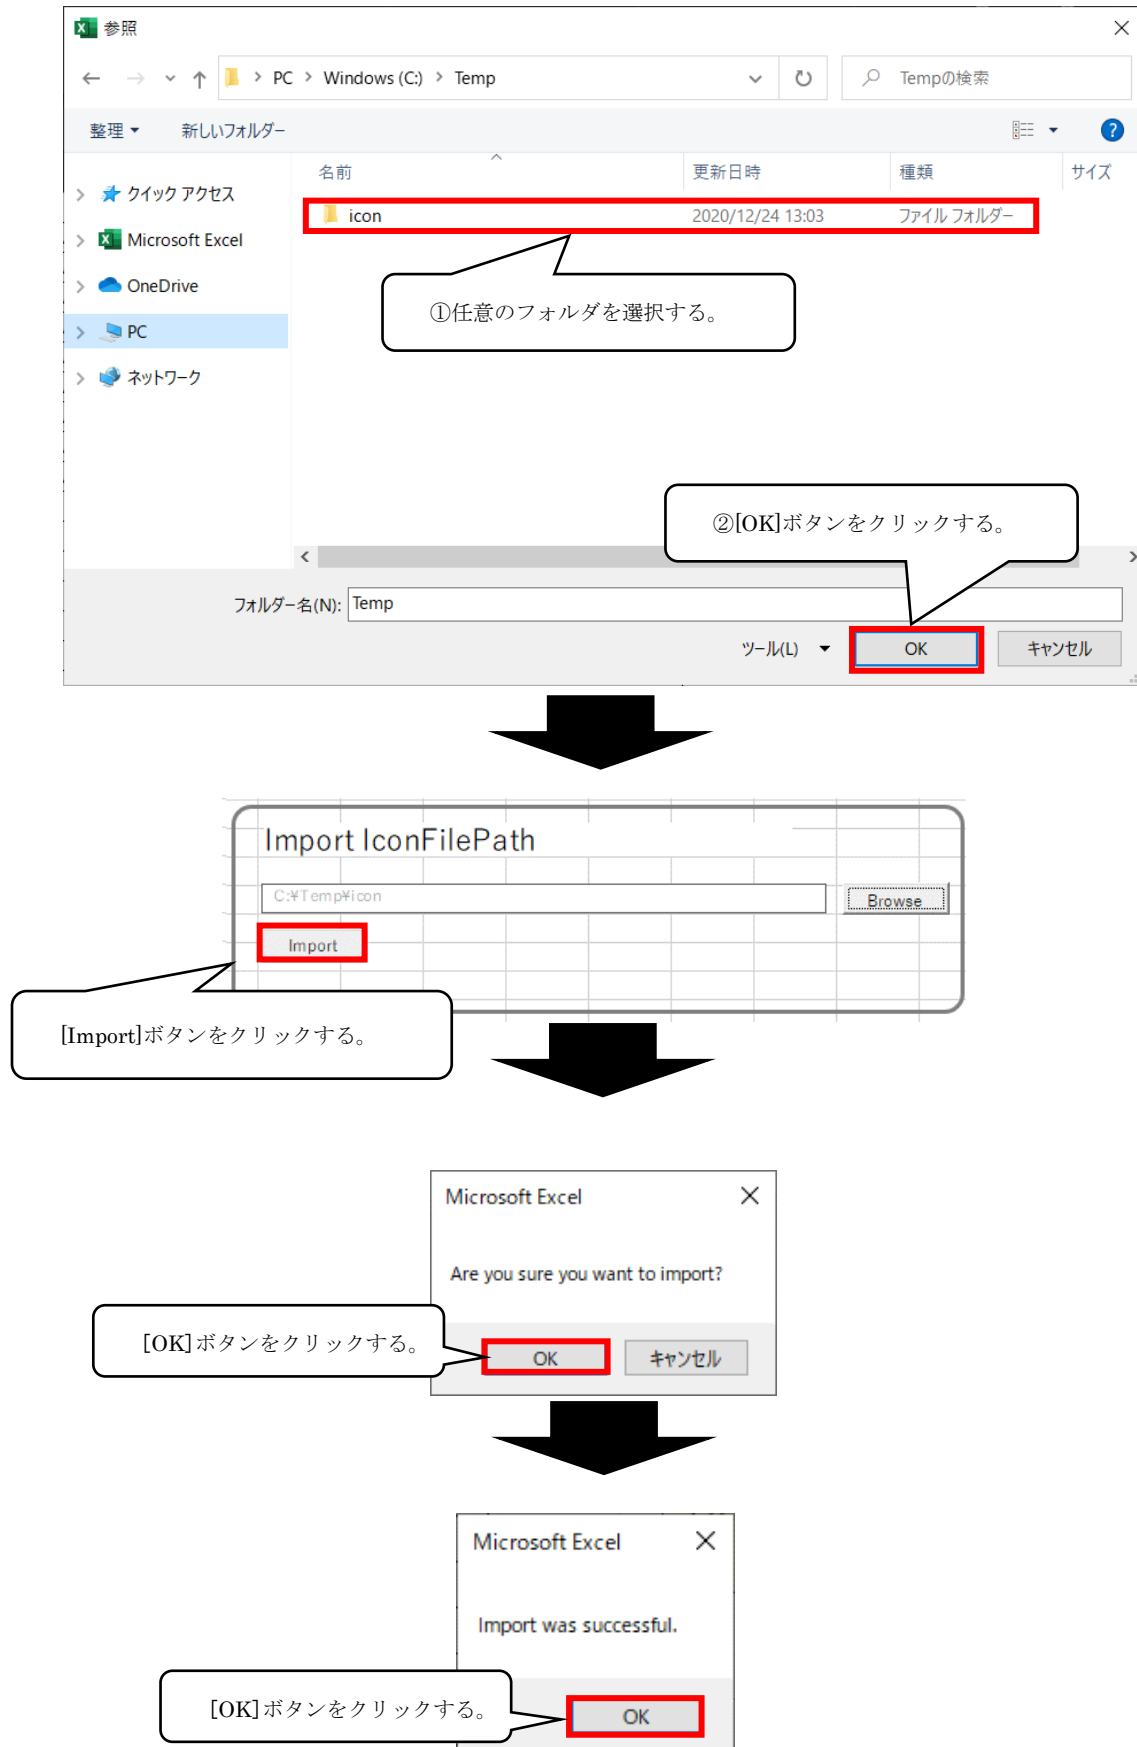 参照
PC > Windows (C:) > Temp
Tempの検索
整理
新しいフォルダー
名前 更新日時 種類 サイズ
クイック アクセス
icon 2020/12/24 13:03 ファイル フォルダー
Microsoft Excel
OneDrive
①任意のフォルダを選択する。
PC
ネットワーク
②[OK]ボタンをクリックする。
フォルダー名(N): Temp
ツール(L) OK キャンセル
Import IconFilePath
C:¥Temp¥icon
Browse
Import
[Import]ボタンをクリックする。
Microsoft Excel
Are you sure you want to import?
[OK]ボタンをクリックする。
OK キャンセル
Microsoft Excel
Import was successful.
[OK]ボタンをクリックする。
OK